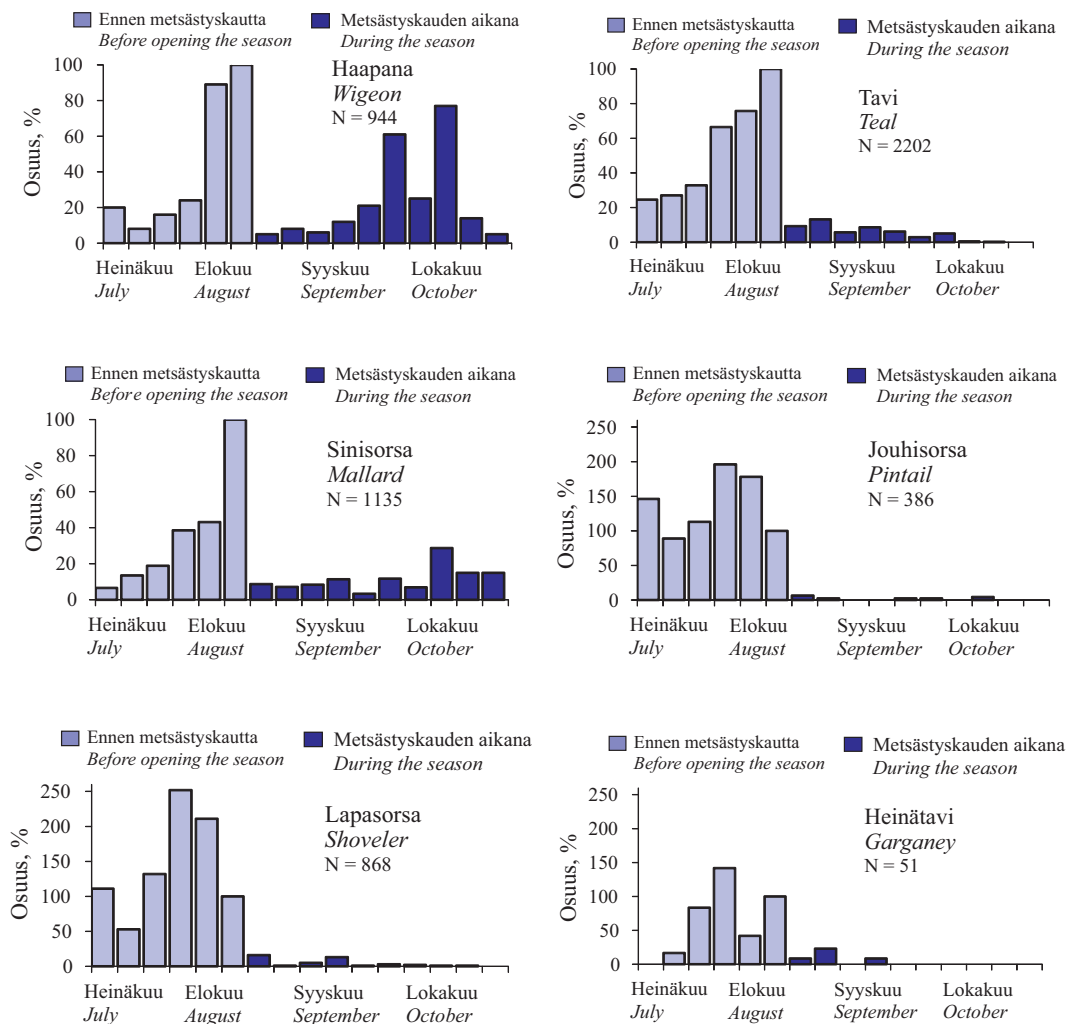 Ennen metsästyskautta
Before opening the season
Metsästyskauden aikana
During the season
Haapana
Wigeon
N = 944
Osuus, %
100
80
60
40
20
0
Heinäkuu
July
Elokuu
August
Syyskuu
September
Lokakuu
October
Ennen metsästyskautta
Before opening the season
Metsästyskauden aikana
During the season
Tavi
Teal
N = 2202
Osuus, %
100
80
60
40
20
0
Heinäkuu
July
Elokuu
August
Syyskuu
September
Lokakuu
October
Ennen metsästyskautta
Before opening the season
Metsästyskauden aikana
During the season
Sinisorsa
Mallard
N = 1135
Osuus, %
100
80
60
40
20
0
Heinäkuu
July
Elokuu
August
Syyskuu
September
Lokakuu
October
Ennen metsästyskautta
Before opening the season
Metsästyskauden aikana
During the season
Jouhisorsa
Pintail
N = 386
Osuus, %
250
200
150
100
50
0
Heinäkuu
July
Elokuu
August
Syyskuu
September
Lokakuu
October
Ennen metsästyskautta
Before opening the season
Metsästyskauden aikana
During the season
Lapasorsa
Shoveler
N = 868
Osuus, %
250
200
150
100
50
0
Heinäkuu
July
Elokuu
August
Syyskuu
September
Lokakuu
October
Ennen metsästyskautta
Before opening the season
Metsästyskauden aikana
During the season
Heinätavi
Garganey
N = 51
Osuus, %
250
200
150
100
50
0
Heinäkuu
July
Elokuu
August
Syyskuu
September
Lokakuu
October